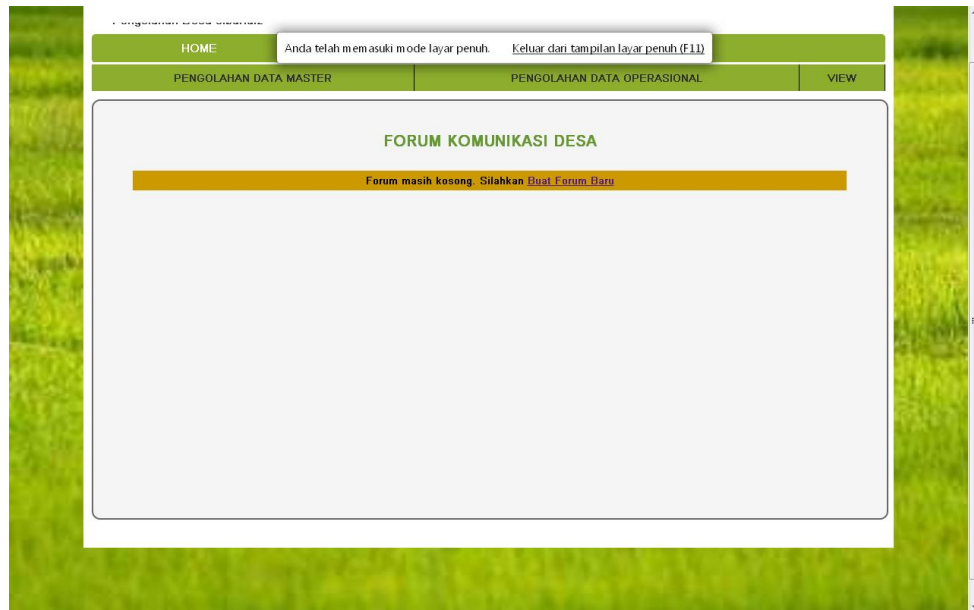 HOME
Anda telah memasuki mode layar penuh. Keluar dari tampilan layar penuh (F11)
PENGOLAHAN DATA MASTER PENGOLAHAN DATA OPERASIONAL VIEW
FORUM KOMUNIKASI DESA
Forum masih kosong. Silahkan Buat Forum Baru